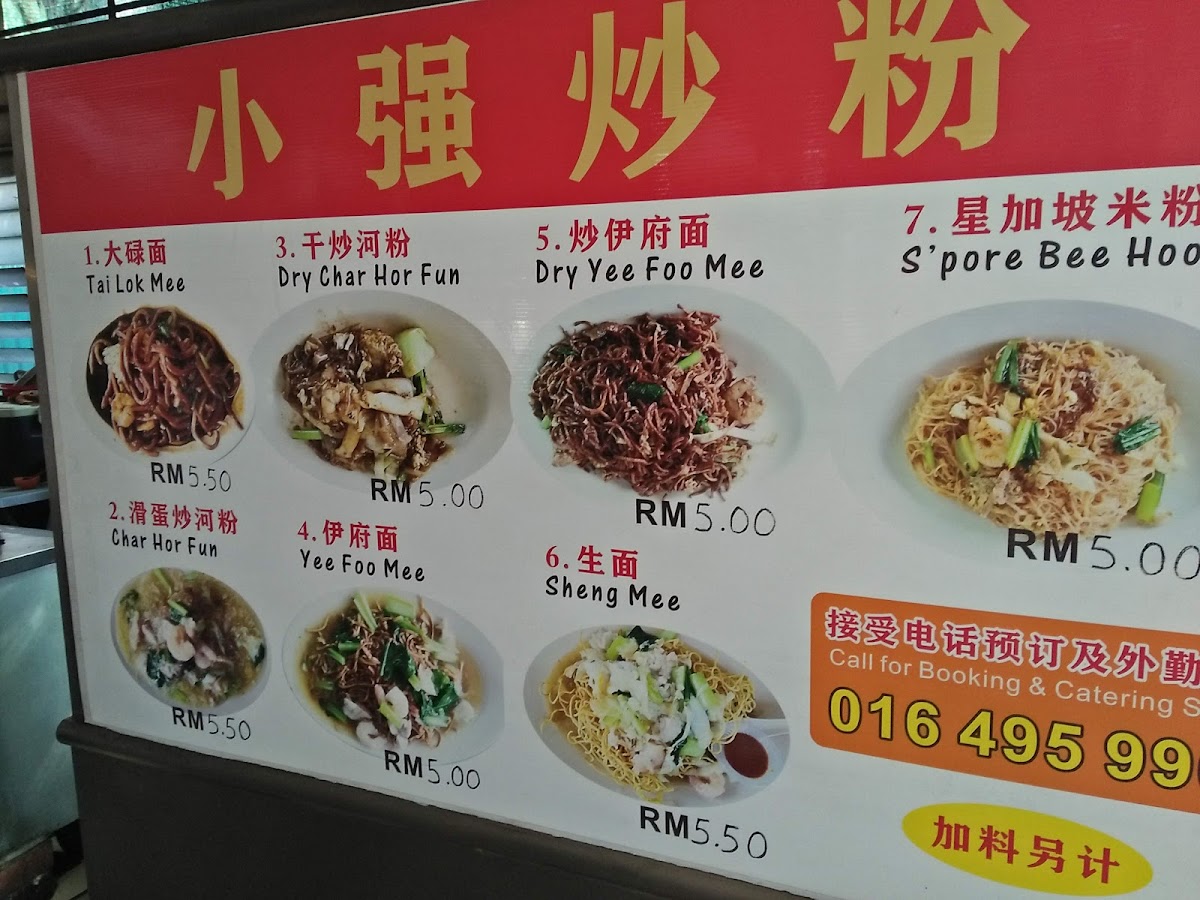 小强炒粉
1.大碌面
Tai Lok Mee
RM5.50
2.滑蛋炒河粉
Char Hor Fun
RM5.50
3.干炒河粉
Dry Char Hor Fun
RM5.00
4.伊府面
Yee Foo Mee
RM5.00
5.炒伊府面
Dry Yee Foo Mee
RM5.00
6.生面
Sheng Mee
RM5.50
7.星加坡米粉
S'pore Bee Hoo
RM5.00
接受电话预订及外勤
Call for Booking & Catering S
016 495 99
加料另计